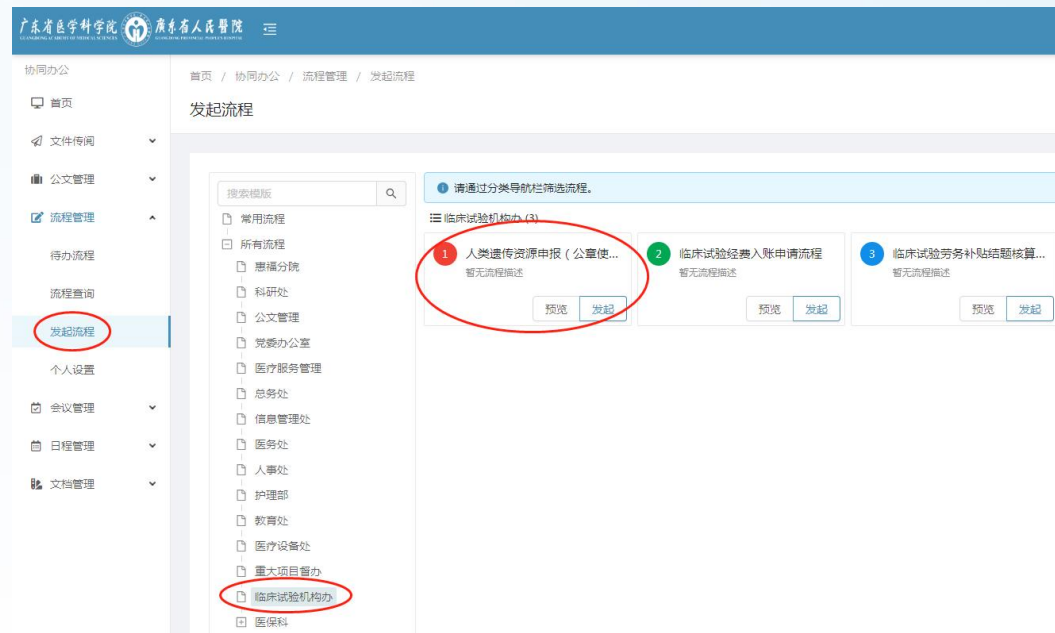 广东省医学科学院 廣東省人民醫院
GUANGDONG ACADEMY OF MEDICAL SCIENCES GUANGDONG PROVINCIAL PEOPLE'S HOSPITAL
协同办公
首页
文件传阅
公文管理
流程管理
待办流程
流程查询
发起流程
个人设置
会议管理
日程管理
文档管理
首页 / 协同办公 / 流程管理 / 发起流程
发起流程
搜索模版
常用流程
所有流程
惠福分院
科研处
公文管理
党委办公室
医疗服务管理
总务处
信息管理处
医务处
人事处
护理部
教育处
医疗设备处
重大项目督办
临床试验机构办
医保科
请通过分类导航栏筛选流程。
临床试验机构办 (3)
1 人类遗传资源申报（公章使...
暂无流程描述
预览 发起
2 临床试验经费入账申请流程
暂无流程描述
预览 发起
3 临床试验劳务补贴结题核算...
暂无流程描述
预览 发起